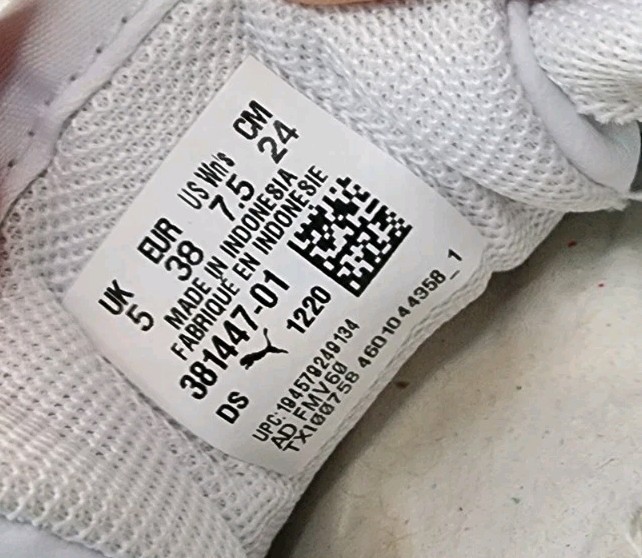 UK EUR US Wn's CM
5 38 7.5 24
MADE IN INDONESIA
FABRIQUE EN INDONESIE
381447-01
DS 1220
UPC:194579249134
AD FMV60
TX100758 4601044358_1